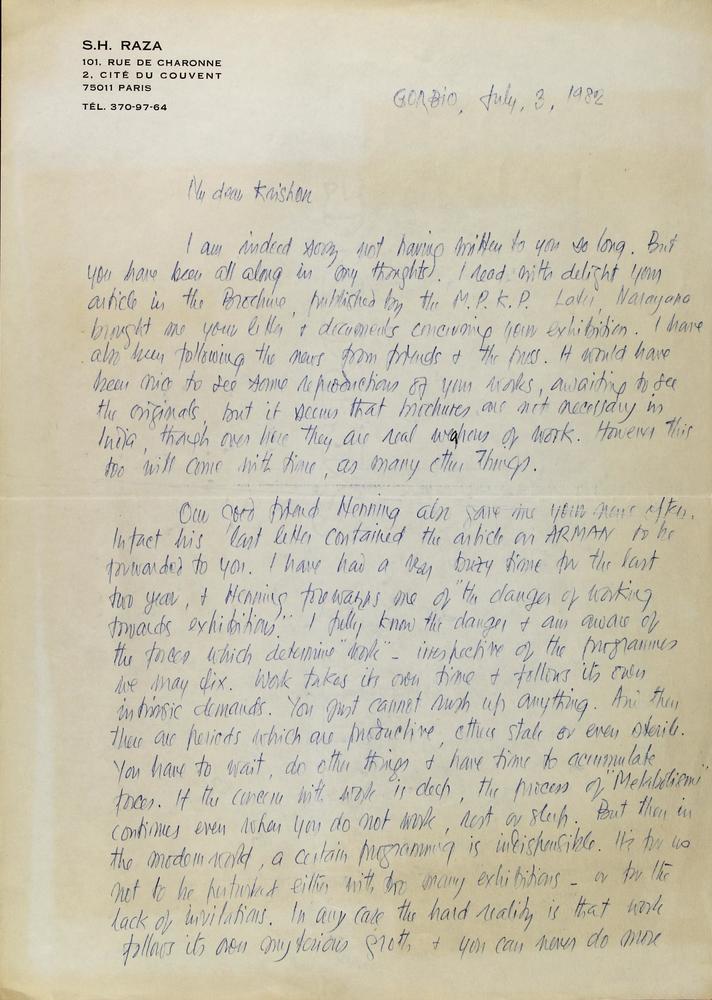 S.H. RAZA
101, RUE DE CHARONNE
2, CITÉ DU COUVENT
75011 PARIS
TÉL. 370-97-64
GORBIO, July, 3, 1982
My dear Krishen
I am indeed sorry not having written to you so long. But
you have been all along in my thoughts. I read with delight your
article in the Brochure, published by the M.P.K.P. Later, Narayana
brought me your letter & documents concerning your exhibition. I have
also been following the news from friends & the press. It would have
been nice to see some reproductions of your works, awaiting to see
the originals, but it seems that brochures are not necessary in
India, though over here they are real weapons of work. However this
too will come with time, as many other things.
Our good friend Henning also gave me your news often.
Infact his last letter contained the article on ARMAN to be
forwarded to you. I have had a very busy time for the last
two year, & Henning forewarns me of "the danger of working
towards exhibitions." I fully know the danger & am aware of
the forces which determine "work" - irrespective of the programmes
we may fix. Work takes its own time & follows its own
intrinsic demands. You just cannot rush up anything. And then
there are periods which are productive, others stale or even sterile.
You have to wait, do other things & have time to accumulate
forces. If the concern with work is deep, the process of "Metabolism"
continues even when you do not work, rest or sleep. But then in
the modern world, a certain programming is indispensible. It's for us
not to be perturbed either with too many exhibitions - or for the
lack of invitations. In any case the hard reality is that work
follows its own mysterious groth & you can never do more